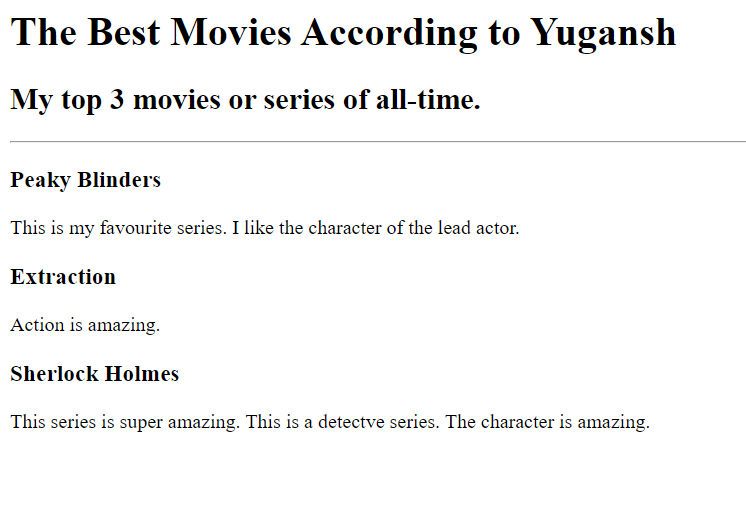 The Best Movies According to Yugansh
My top 3 movies or series of all-time.
Peaky Blinders
This is my favourite series. I like the character of the lead actor.
Extraction
Action is amazing.
Sherlock Holmes
This series is super amazing. This is a detectve series. The character is amazing.